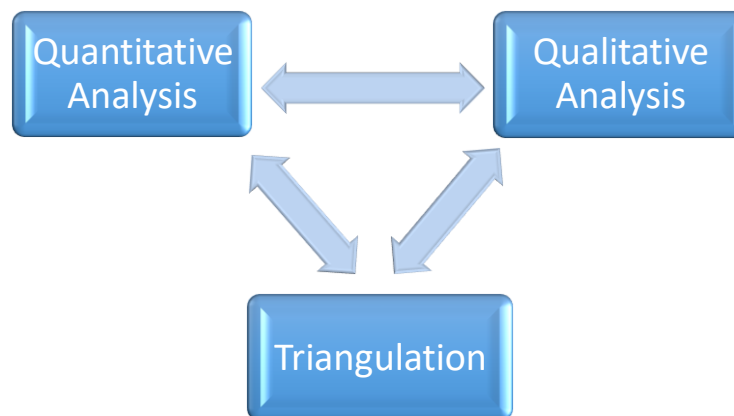 Quantitative
Analysis
Qualitative
Analysis
Triangulation